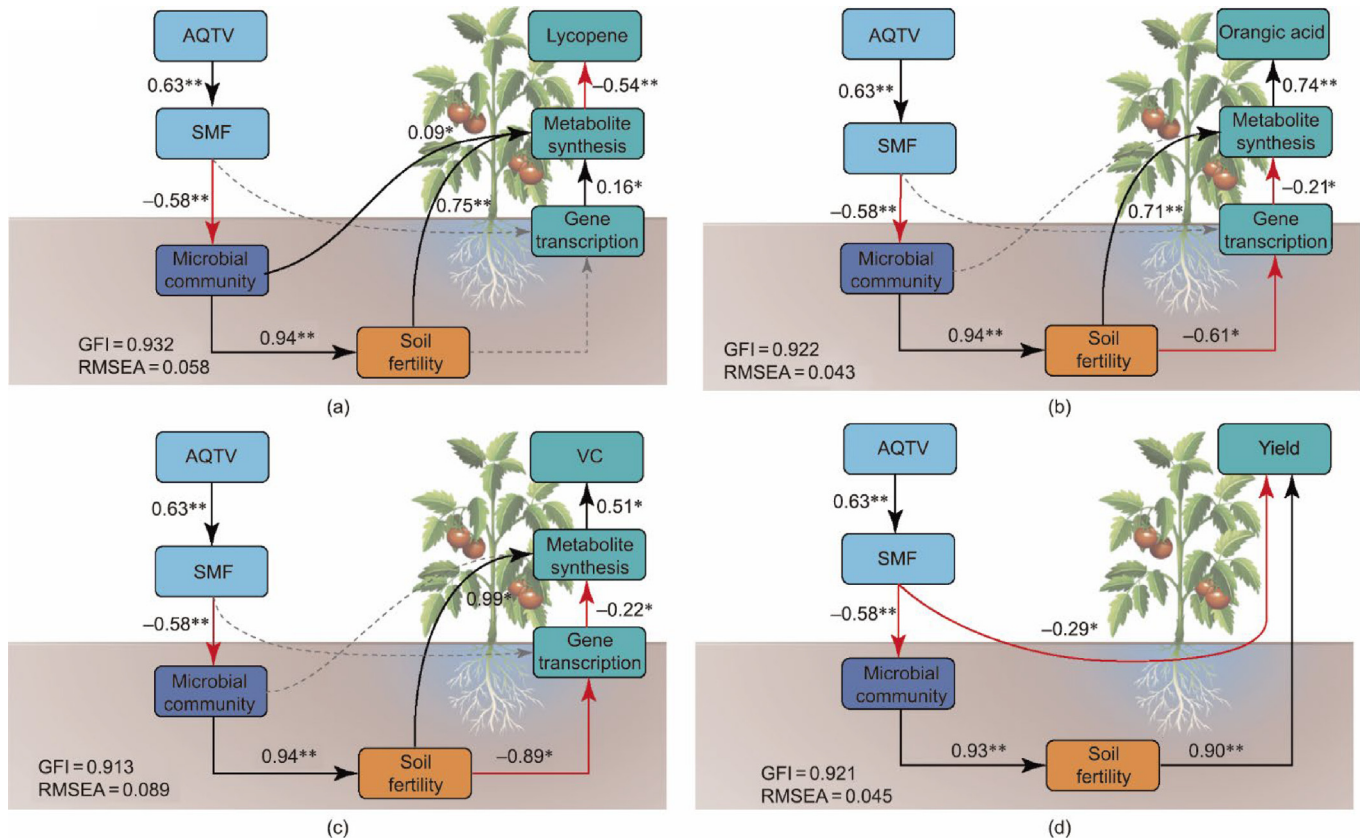 AQTV
Lycopene
0.63**
–0.54**
SMF
0.09*
Metabolite
synthesis
–0.58**
0.75**
0.16*
Gene
transcription
Microbial
community
0.94**
Soil
fertility
GFI = 0.932
RMSEA = 0.058
(a)
AQTV
Orangic acid
0.63**
0.74**
SMF
Metabolite
synthesis
–0.58**
0.71**
–0.21*
Gene
transcription
Microbial
community
0.94**
Soil
fertility
–0.61*
GFI = 0.922
RMSEA = 0.043
(b)
AQTV
VC
0.63**
0.51*
SMF
Metabolite
synthesis
0.99*
–0.58**
–0.22*
Gene
transcription
Microbial
community
0.94**
Soil
fertility
–0.89*
GFI = 0.913
RMSEA = 0.089
(c)
AQTV
Yield
0.63**
SMF
–0.58**
–0.29*
Microbial
community
0.93**
Soil
fertility
0.90**
GFI = 0.921
RMSEA = 0.045
(d)